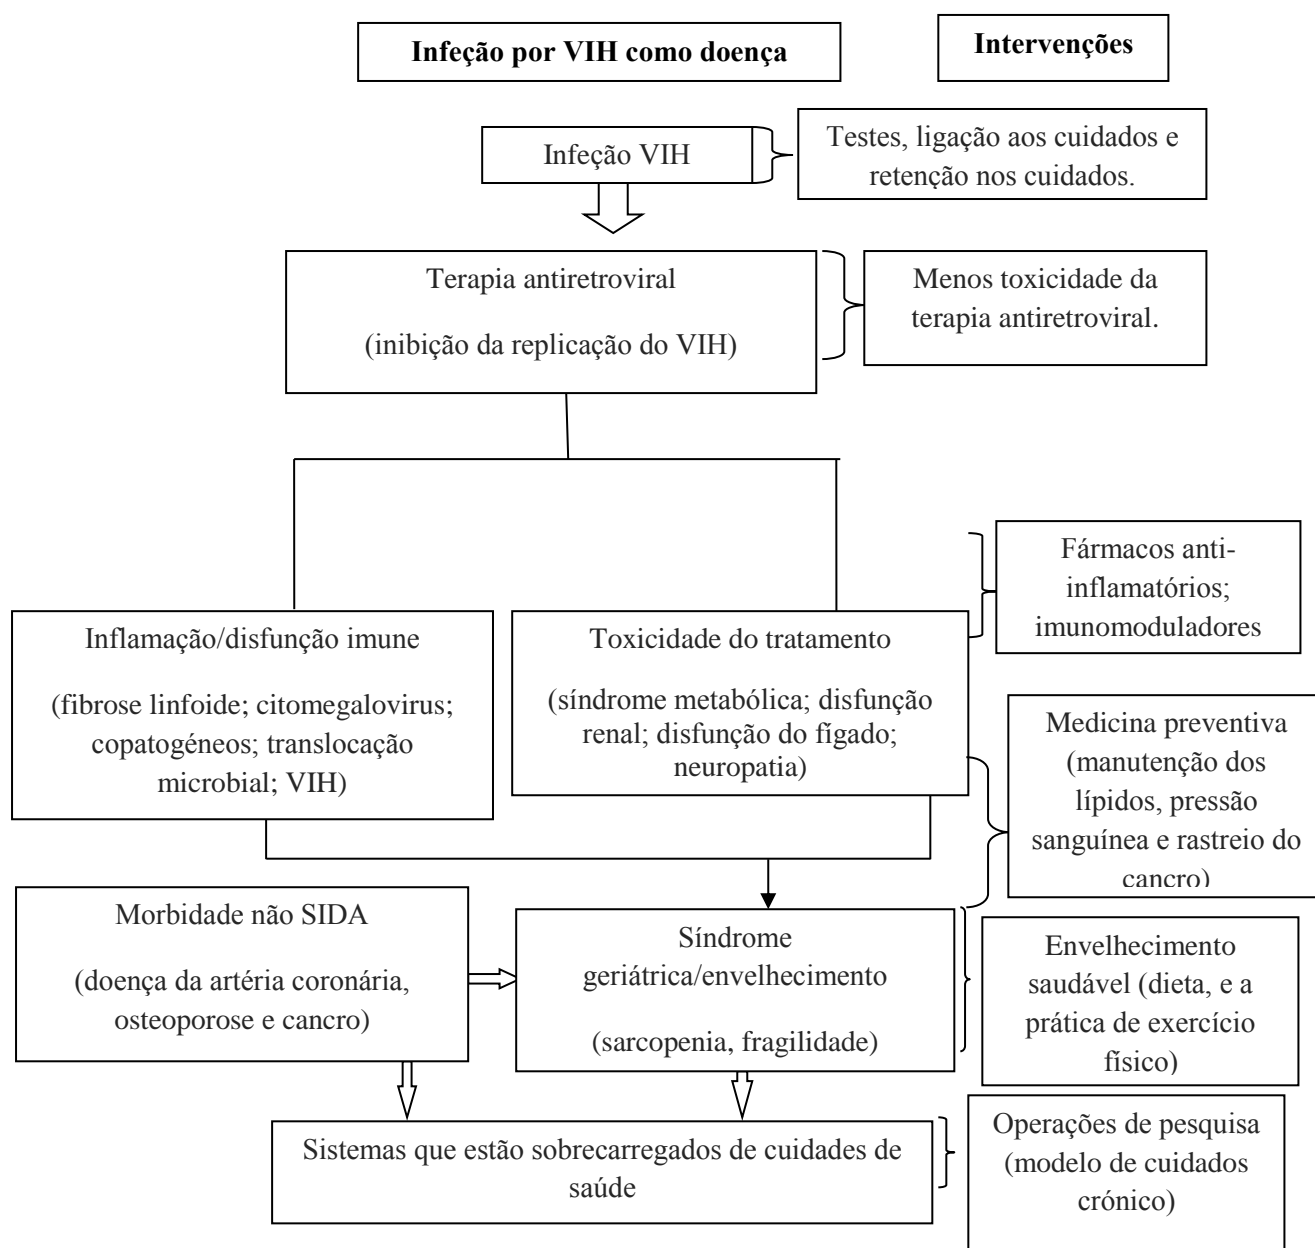 Infeção por VIH como doença
Intervenções
Infeção VIH
Testes, ligação aos cuidados e
retenção nos cuidados.
Terapia antiretroviral
(inibição da replicação do VIH)
Menos toxicidade da
terapia antiretroviral.
Fármacos anti-
inflamatórios;
imunomoduladores
Inflamação/disfunção imune
(fibrose linfoide; citomegalovirus;
copatogéneos; translocação
microbial; VIH)
Toxicidade do tratamento
(síndrome metabólica; disfunção
renal; disfunção do fígado;
neuropatia)
Medicina preventiva
(manutenção dos
lípidos, pressão
sanguínea e rastreio do
cancro)
Morbidade não SIDA
(doença da artéria coronária,
osteoporose e cancro)
Síndrome
geriátrica/envelhecimento
(sarcopenia, fragilidade)
Envelhecimento
saudável (dieta, e a
prática de exercício
físico)
Sistemas que estão sobrecarregados de cuidades de
saúde
Operações de pesquisa
(modelo de cuidados
crónico)